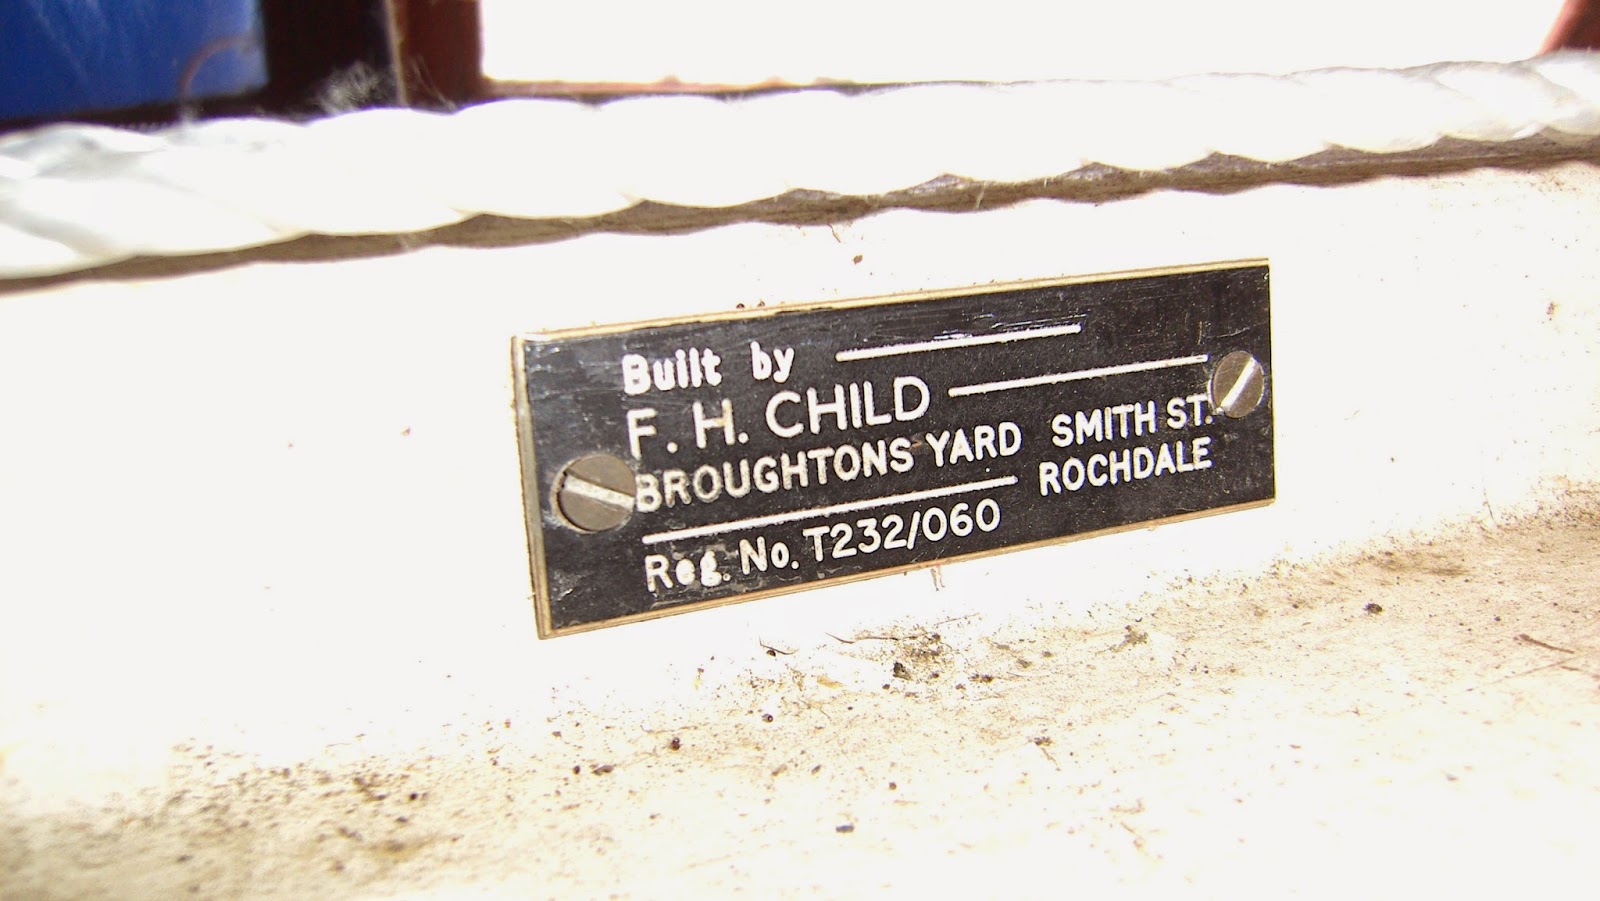 Built by
F. H. CHILD
BROUGHTONS YARD SMITH ST.
ROCHDALE
Reg. No. T232/060